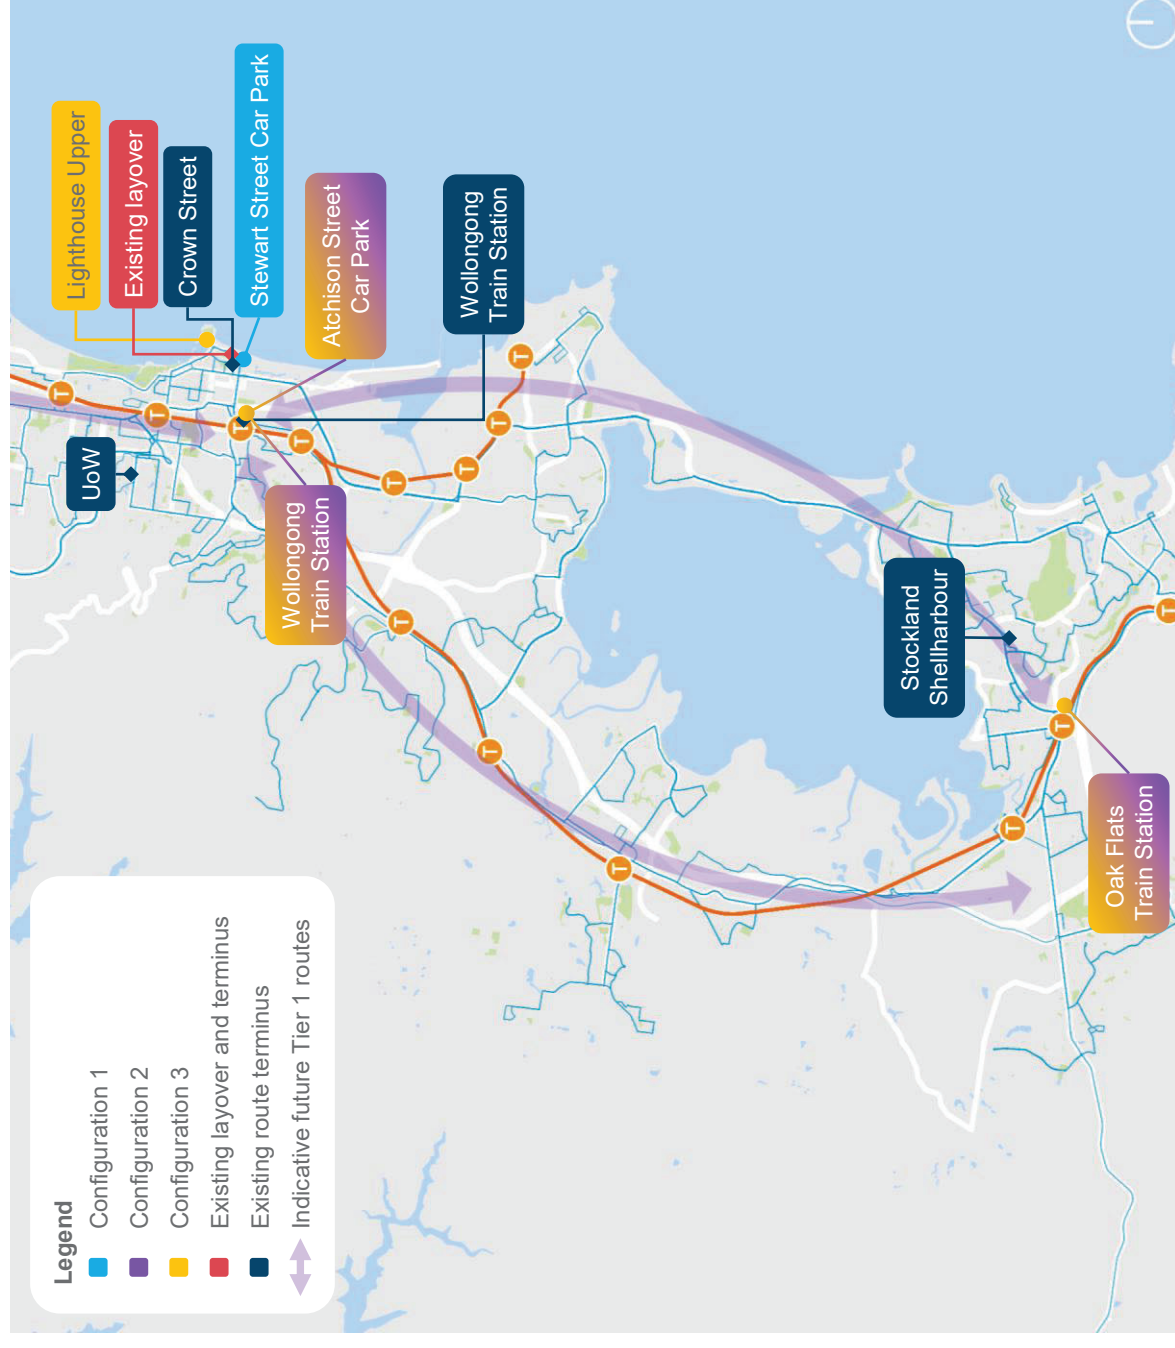 Lighthouse Upper
Existing layover
Crown Street
Stewart Street Car Park
Atchison Street
Car Park
Wollongong
Train Station
UoW
Wollongong
Train Station
Stockland
Shellharbour
Oak Flats
Train Station
T
T
T
T
T
T
T
T
T
T
T
T
T
T
Legend
Configuration 1
Configuration 2
Configuration 3
Existing layover and terminus
Existing route terminus
Indicative future Tier 1 routes